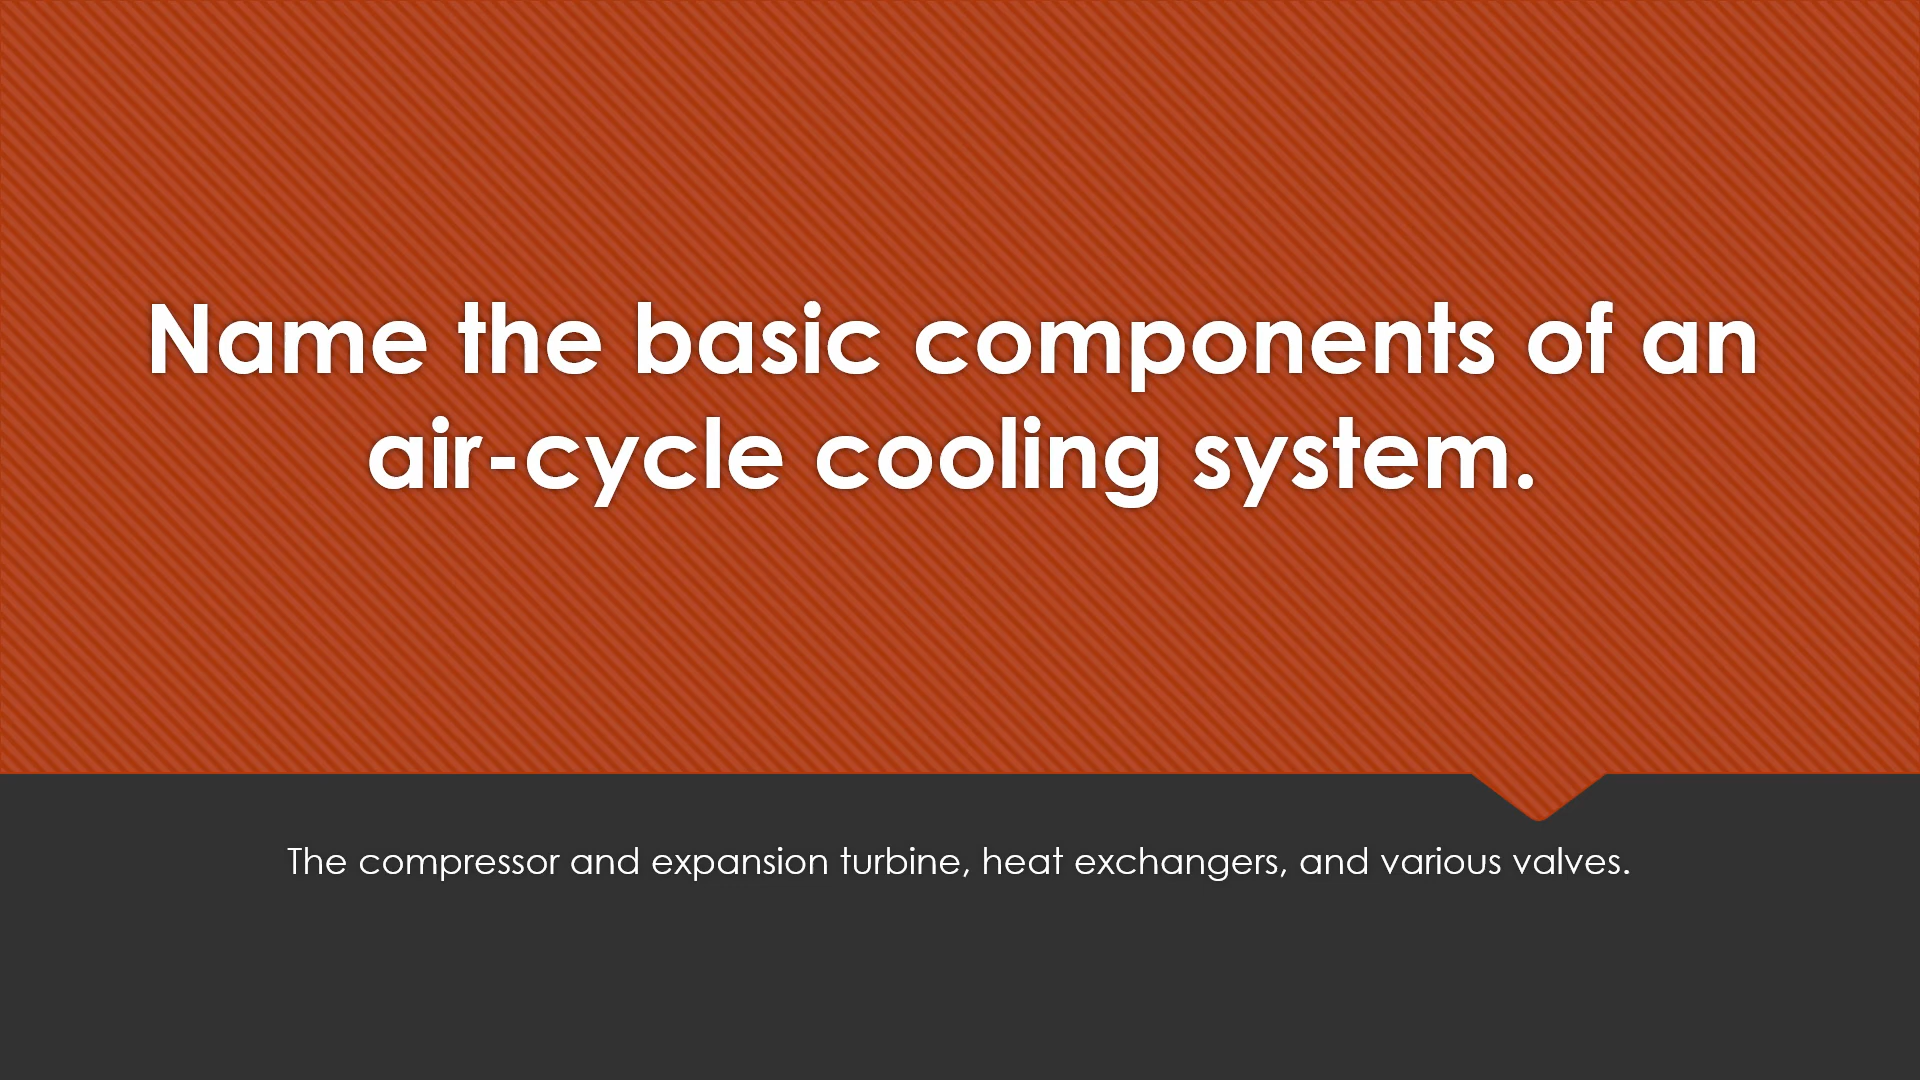 Name the basic components of an
air-cycle cooling system.
The compressor and expansion turbine, heat exchangers, and various valves.